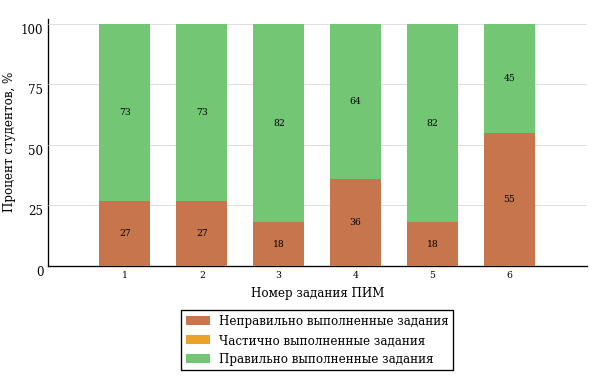 Процент студентов, %
100
75
50
25
0
73 73 82 64 82 45
27 27 18 36 18 55
1 2 3 4 5 6
Номер задания ПИМ
Неправильно выполненные задания
Частично выполненные задания
Правильно выполненные задания